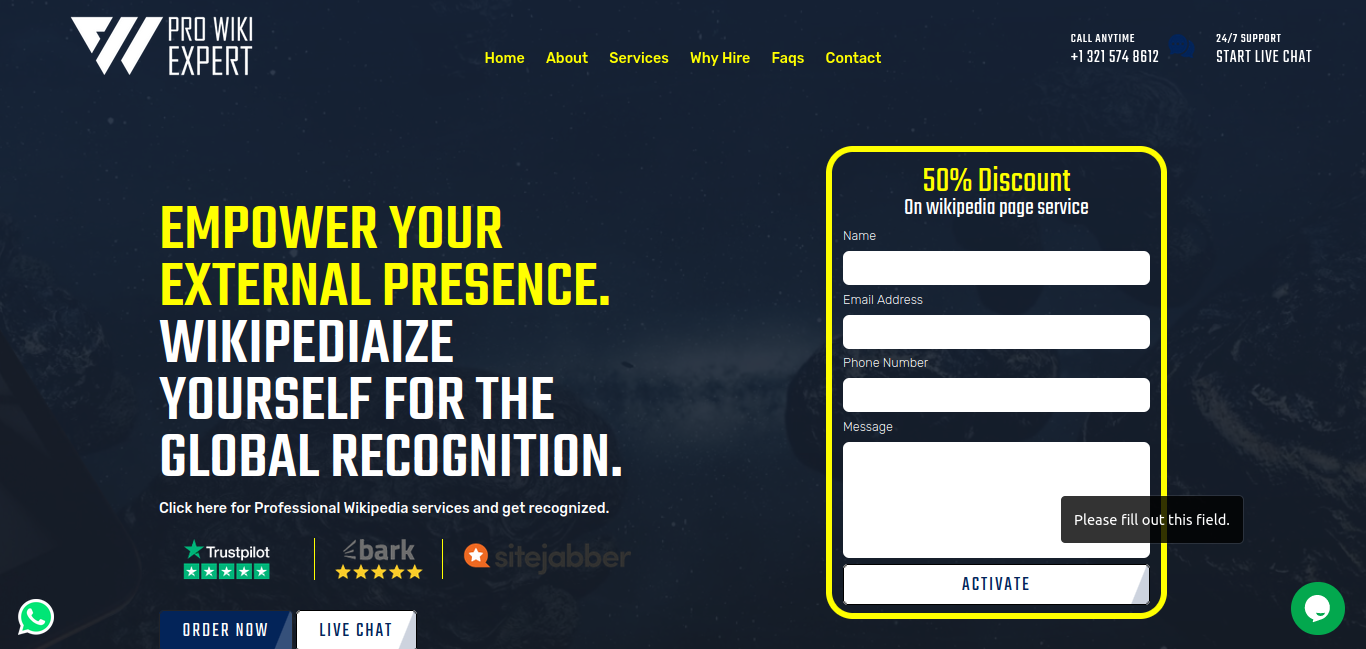 PRO WIKI
EXPERT
Home About Services Why Hire Faqs Contact
CALL ANYTIME
+1 321 574 8612
24/7 SUPPORT
START LIVE CHAT
EMPOWER YOUR
EXTERNAL PRESENCE.
WIKIPEDIAIZE
YOURSELF FOR THE
GLOBAL RECOGNITION.
Click here for Professional Wikipedia services and get recognized.
Trustpilot
bark
sitejabber
ORDER NOW
LIVE CHAT
50% Discount
On wikipedia page service
Name
Email Address
Phone Number
Message
Please fill out this field.
ACTIVATE